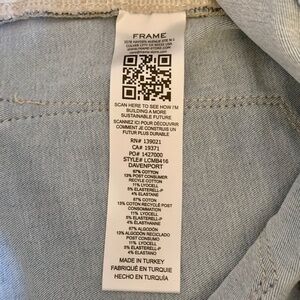 FRAME
SCAN HERE TO SEE HOW I'M
BUILDING A MORE
SUSTAINABLE FUTURE
SCANNEZ ICI POUR DÉCOUVRIR
COMMENT JE CONSTRUIS UN
FUTUR PLUS DURABLE
RN# 139021
CA# 19371
PO# 1427000
STYLE# LCMB416
DAVENPORT
67% COTTON
13% POST CONSUMER
RECYCLE COTTON
11% LYOCELL
5% ELASTERELL-P
4% ELASTANE
67% COTON
13% COTON RECYCLÉ POST
CONSOMMATION
11% LYOCELL
5% ELASTERELL-P
4% ELASTANE
67% ALGODÓN
13% ALGODÓN RECICLADO
POST CONSUMO
11% LYOCELL
5% ELASTERELL-P
4% ELASTANO
MADE IN TURKEY
FABRIQUÉ EN TURQUIE
HECHO EN TURQUÍA